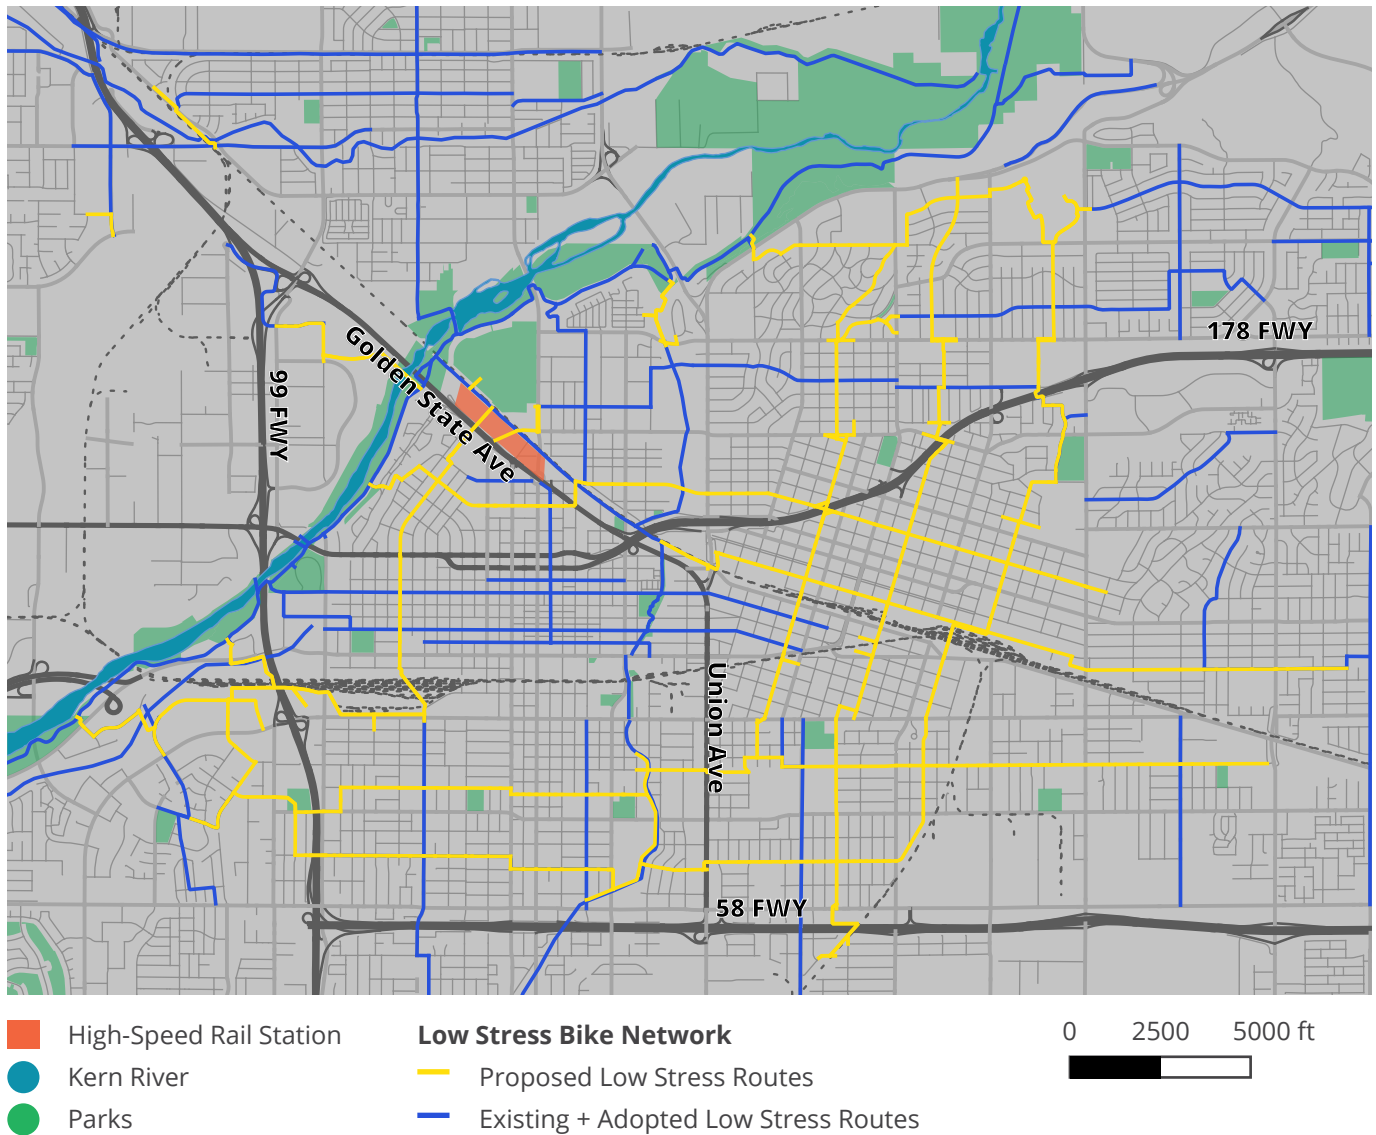 178 FWY
Golden State Ave
99 FWY
Union Ave
58 FWY
High-Speed Rail Station
Kern River
Parks
Low Stress Bike Network
Proposed Low Stress Routes
Existing + Adopted Low Stress Routes
0 2500 5000 ft